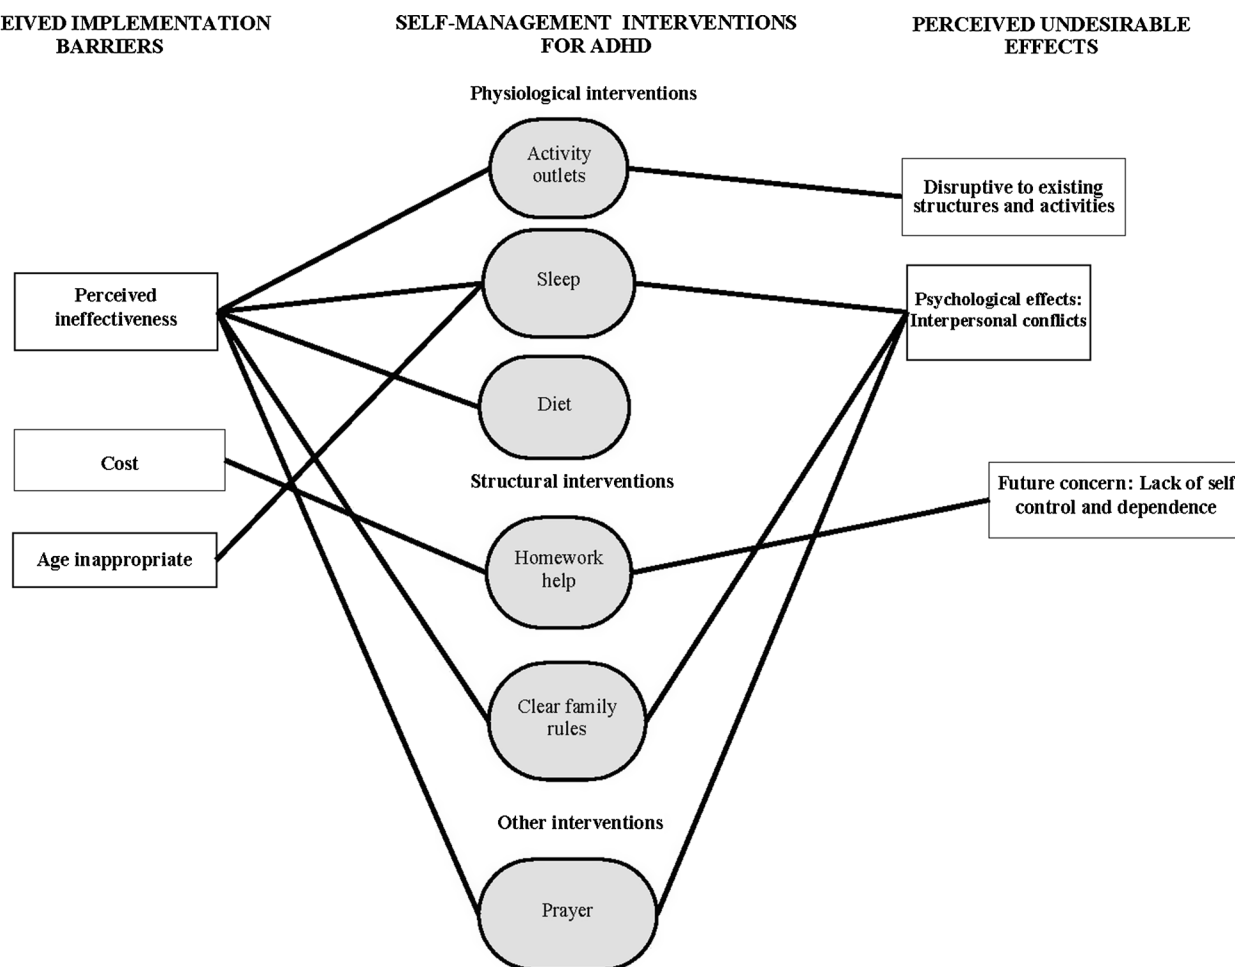 EIVED IMPLEMENTATION
BARRIERS
SELF-MANAGEMENT INTERVENTIONS
FOR ADHD
PERCEIVED UNDESIRABLE
EFFECTS
Physiological interventions
Activity
outlets
Disruptive to existing
structures and activities
Perceived
ineffectiveness
Sleep
Psychological effects:
Interpersonal conflicts
Diet
Cost
Structural interventions
Future concern: Lack of self
control and dependence
Age inappropriate
Homework
help
Clear family
rules
Other interventions
Prayer